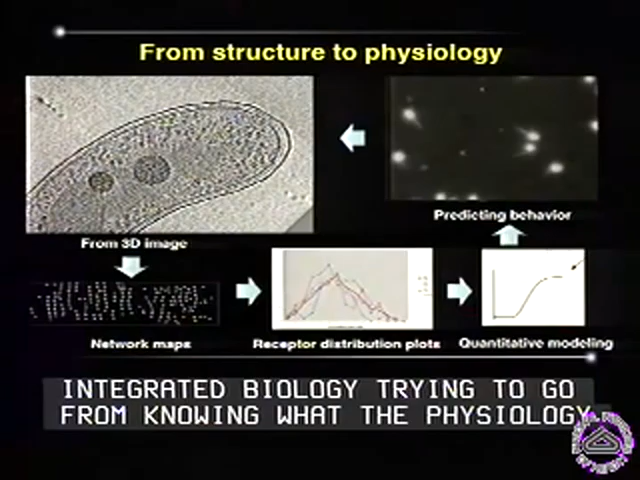 From structure to physiology
Predicting behavior
From 3D image
Network maps
Receptor distribution plots
Quantitative modeling
INTEGRATED BIOLOGY TRYING TO GO
FROM KNOWING WHAT THE PHYSIOLOGY